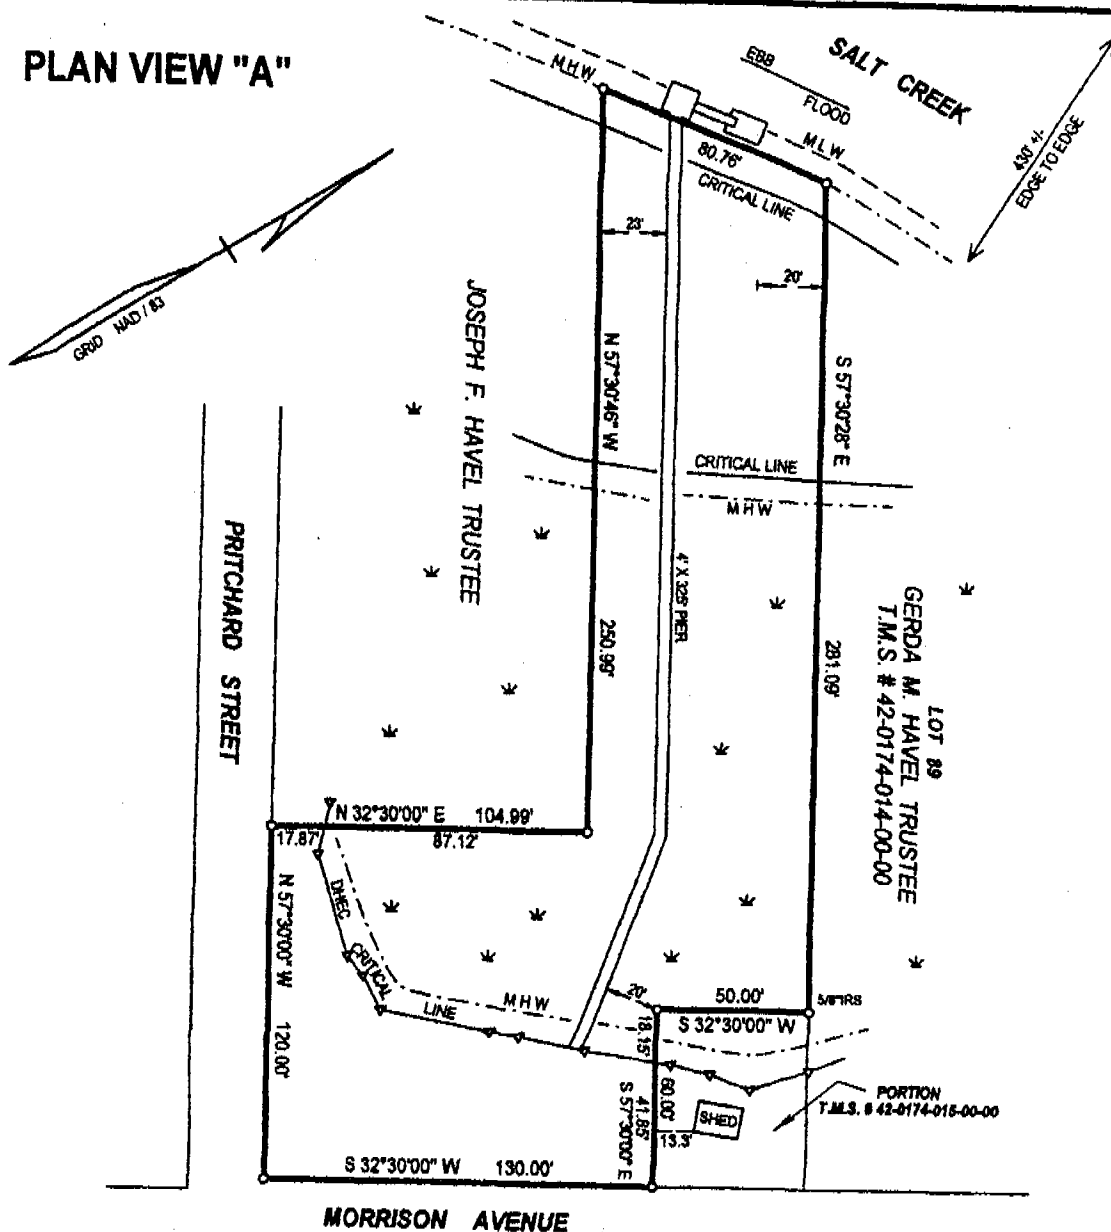 PLAN VIEW "A"
M.H.W
EBB
FLOOD
SALT CREEK
M L W
430' +/-
EDGE TO EDGE
80.76'
CRITICAL LINE
23'
20'
GRID NAD / 83
JOSEPH F. HAVEL TRUSTEE
N 57°30'46" W
250.99'
S 57°30'28" E
281.09'
CRITICAL LINE
M H W
4' X 325' PIER
PRITCHARD STREET
LOT 89
GERDA M. HAVEL TRUSTEE
T.M.S. # 42-0174-014-00-00
N 32°30'00" E 104.99'
17.87'
87.12'
DHEC
CRITICAL
LINE
M H W
N 57°30'00" W 120.00'
20'
50.00'
5/8"IRS
S 32°30'00" W
18.15'
60.00'
41.85'
S 57°30'00" E
SHED
13.3'
PORTION
T.M.S. # 42-0174-015-00-00
S 32°30'00" W 130.00'
MORRISON AVENUE